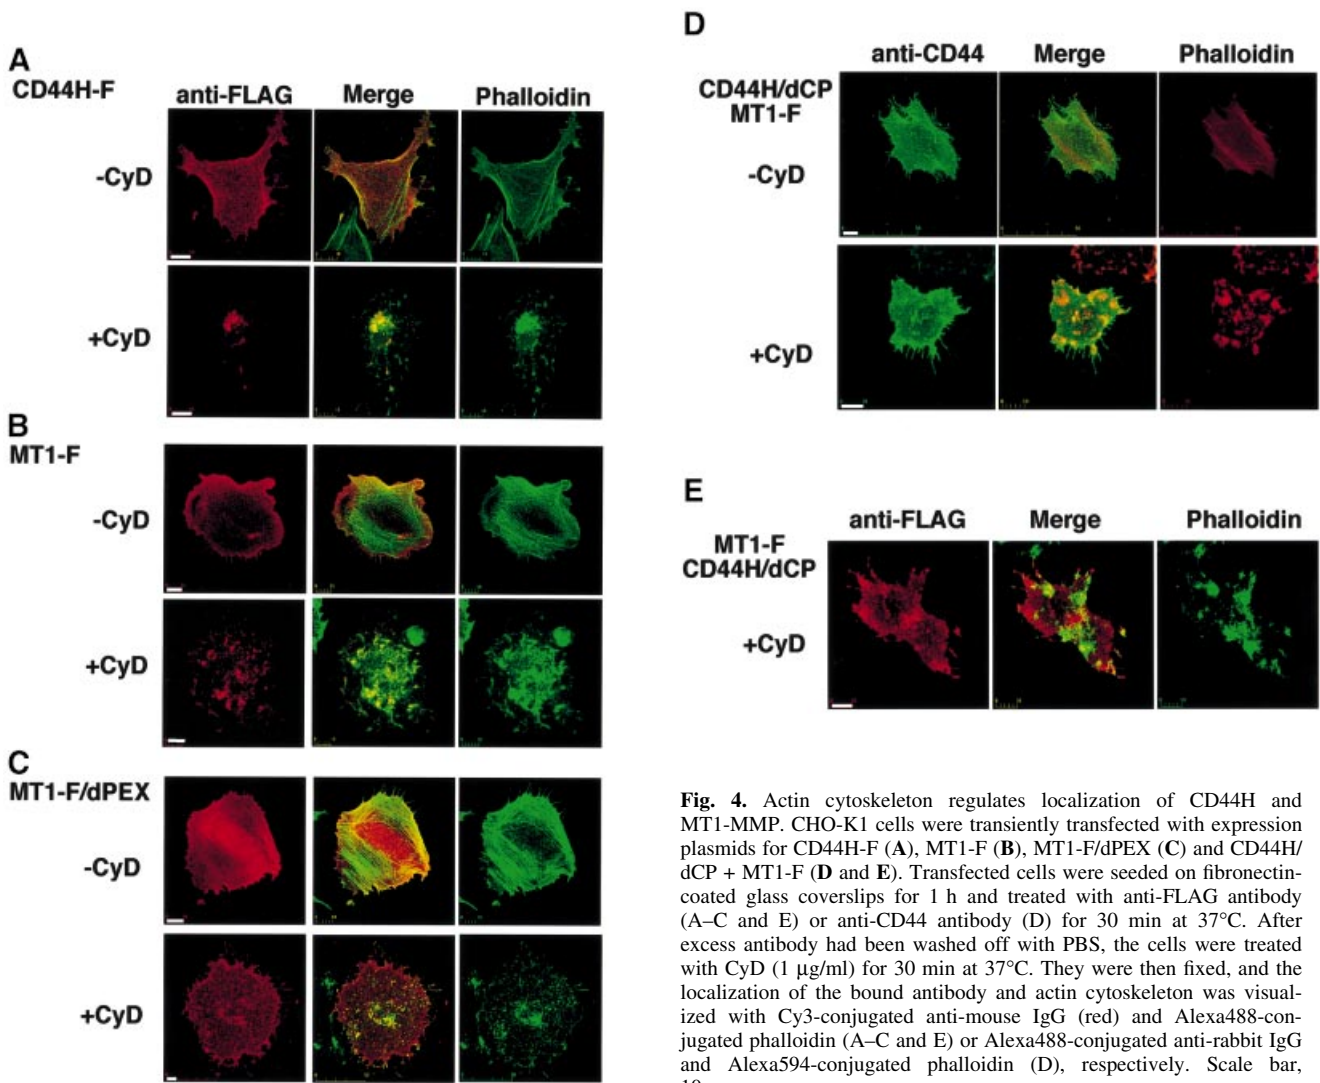 A
CD44H-F
anti-FLAG Merge Phalloidin
-CyD
+CyD
B
MT1-F
-CyD
+CyD
C
MT1-F/dPEX
-CyD
+CyD
D
anti-CD44 Merge Phalloidin
CD44H/dCP
MT1-F
-CyD
+CyD
E
anti-FLAG Merge Phalloidin
MT1-F
CD44H/dCP
+CyD
Fig. 4. Actin cytoskeleton regulates localization of CD44H and
MT1-MMP. CHO-K1 cells were transiently transfected with expression
plasmids for CD44H-F (A), MT1-F (B), MT1-F/dPEX (C) and CD44H/
dCP + MT1-F (D and E). Transfected cells were seeded on fibronectin-
coated glass coverslips for 1 h and treated with anti-FLAG antibody
(A–C and E) or anti-CD44 antibody (D) for 30 min at 37°C. After
excess antibody had been washed off with PBS, the cells were treated
with CyD (1 μg/ml) for 30 min at 37°C. They were then fixed, and the
localization of the bound antibody and actin cytoskeleton was visual-
ized with Cy3-conjugated anti-mouse IgG (red) and Alexa488-con-
jugated phalloidin (A–C and E) or Alexa488-conjugated anti-rabbit IgG
and Alexa594-conjugated phalloidin (D), respectively. Scale bar,